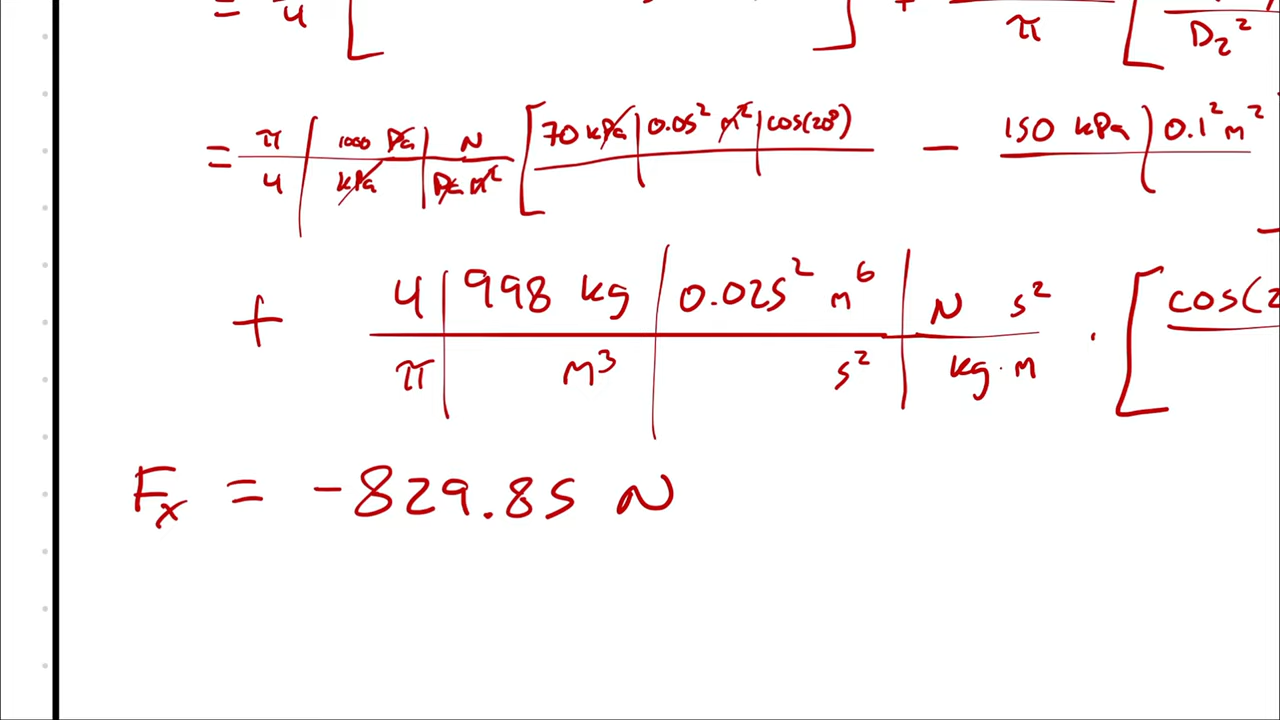 = π/4 [ ] + /π [ /D₂²
= π/4 | 1000 Pa/kPa | N/Pa m² [ 70 kPa | 0.05² m² | cos(20°) − 150 kPa | 0.1² m²
+ 4/π | 998 kg/m³ | 0.025² m⁶/s² | N s²/kg·m · [ cos(2
Fₓ = -829.85 N